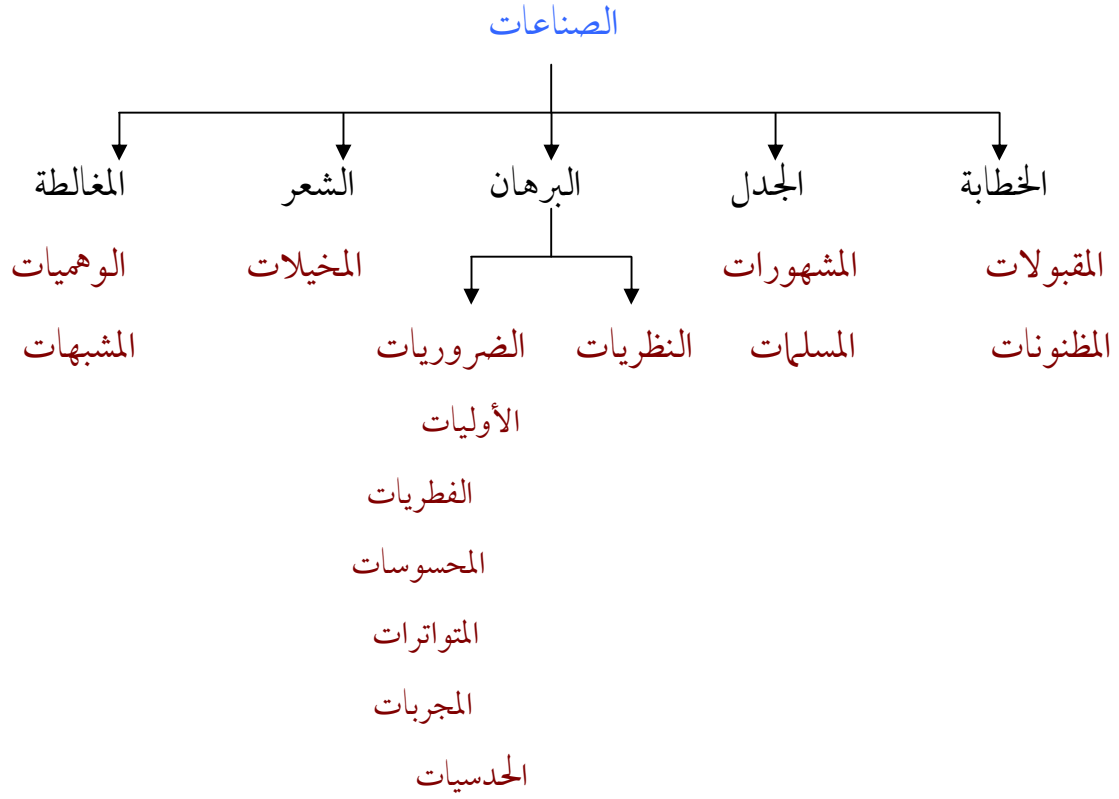 الصناعات
الخطابة الجدل البرهان الشعر المغالطة
المقبولات المشهورات المخيلات الوهميات
المظنونات المسلمات النظريات الضروريات المشبهات
الأوليات
الفطريات
المحسوسات
المتواترات
المجربات
الحدسيات